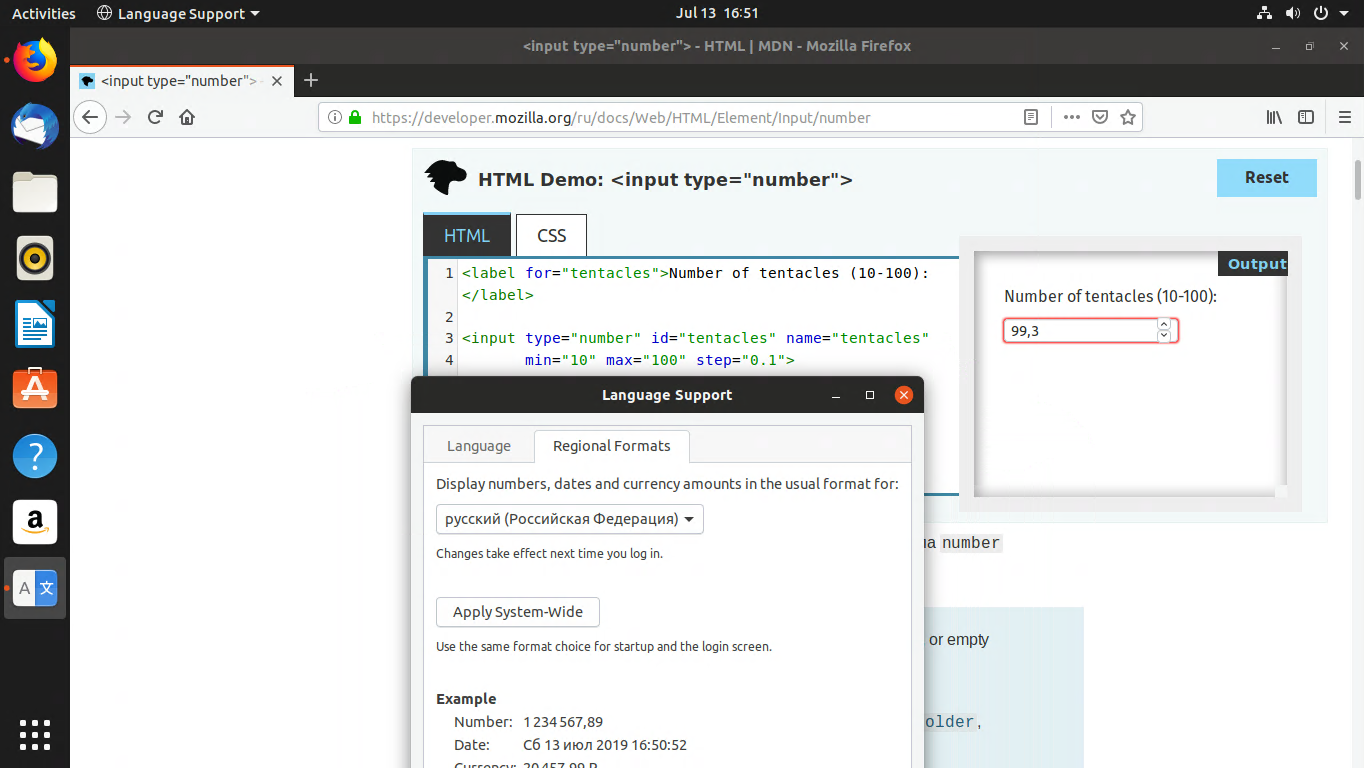 Activities Language Support Jul 13 16:51
<input type="number"> - HTML | MDN - Mozilla Firefox
<input type="number"> -
https://developer.mozilla.org/ru/docs/Web/HTML/Element/Input/number
HTML Demo: <input type="number">
Reset
HTML CSS
1 <label for="tentacles">Number of tentacles (10-100):
</label>
2
3 <input type="number" id="tentacles" name="tentacles"
4 min="10" max="100" step="0.1">
Output
Number of tentacles (10-100):
99,3
Language Support
Language Regional Formats
Display numbers, dates and currency amounts in the usual format for:
русский (Российская Федерация)
Changes take effect next time you log in.
Apply System-Wide
Use the same format choice for startup and the login screen.
Example
Number: 1 234 567,89
Date: Сб 13 июл 2019 16:50:52
Currency: 20 457,99 ₽
number
or empty
older,
a
A 文